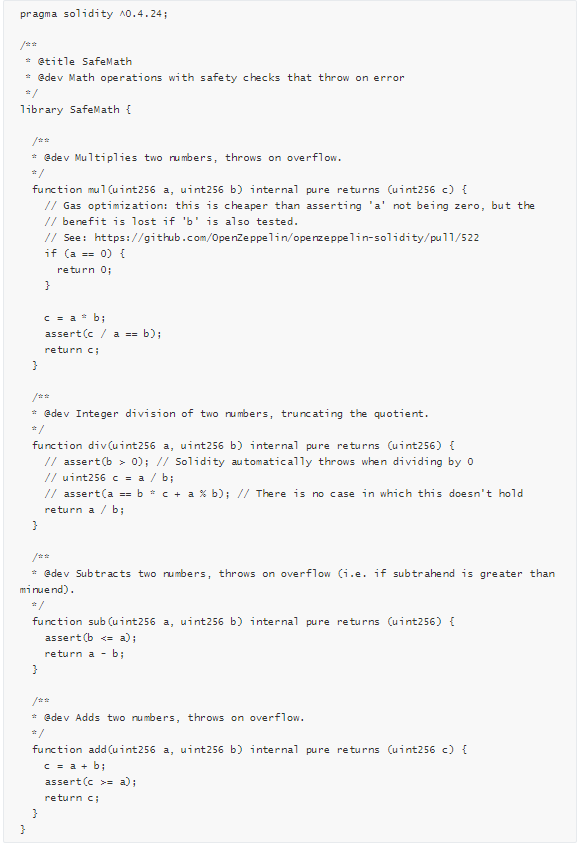 pragma solidity ^0.4.24;
/**
* @title SafeMath
* @dev Math operations with safety checks that throw on error
*/
library SafeMath {
/**
* @dev Multiplies two numbers, throws on overflow.
*/
function mul(uint256 a, uint256 b) internal pure returns (uint256 c) {
// Gas optimization: this is cheaper than asserting 'a' not being zero, but the
// benefit is lost if 'b' is also tested.
// See: https://github.com/OpenZeppelin/openzeppelin-solidity/pull/522
if (a == 0) {
return 0;
}
c = a * b;
assert(c / a == b);
return c;
}
/**
* @dev Integer division of two numbers, truncating the quotient.
*/
function div(uint256 a, uint256 b) internal pure returns (uint256) {
// assert(b > 0); // Solidity automatically throws when dividing by 0
// uint256 c = a / b;
// assert(a == b * c + a % b); // There is no case in which this doesn't hold
return a / b;
}
/**
* @dev Subtracts two numbers, throws on overflow (i.e. if subtrahend is greater than
minuend).
*/
function sub(uint256 a, uint256 b) internal pure returns (uint256) {
assert(b <= a);
return a - b;
}
/**
* @dev Adds two numbers, throws on overflow.
*/
function add(uint256 a, uint256 b) internal pure returns (uint256 c) {
c = a + b;
assert(c >= a);
return c;
}
}